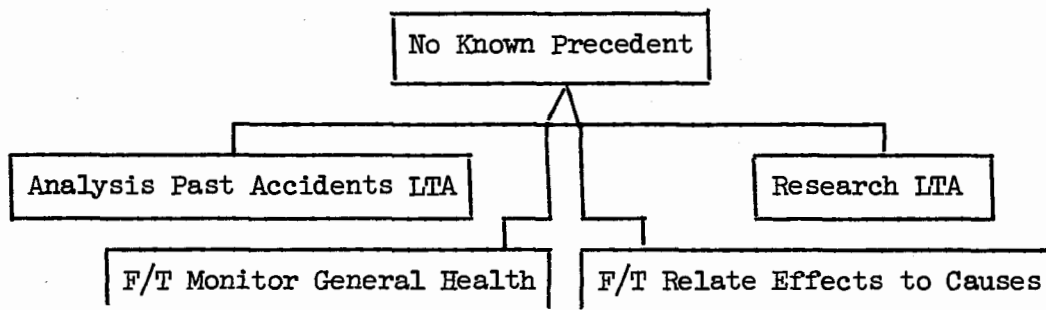 No Known Precedent
Analysis Past Accidents LTA
Research LTA
F/T Monitor General Health
F/T Relate Effects to Causes